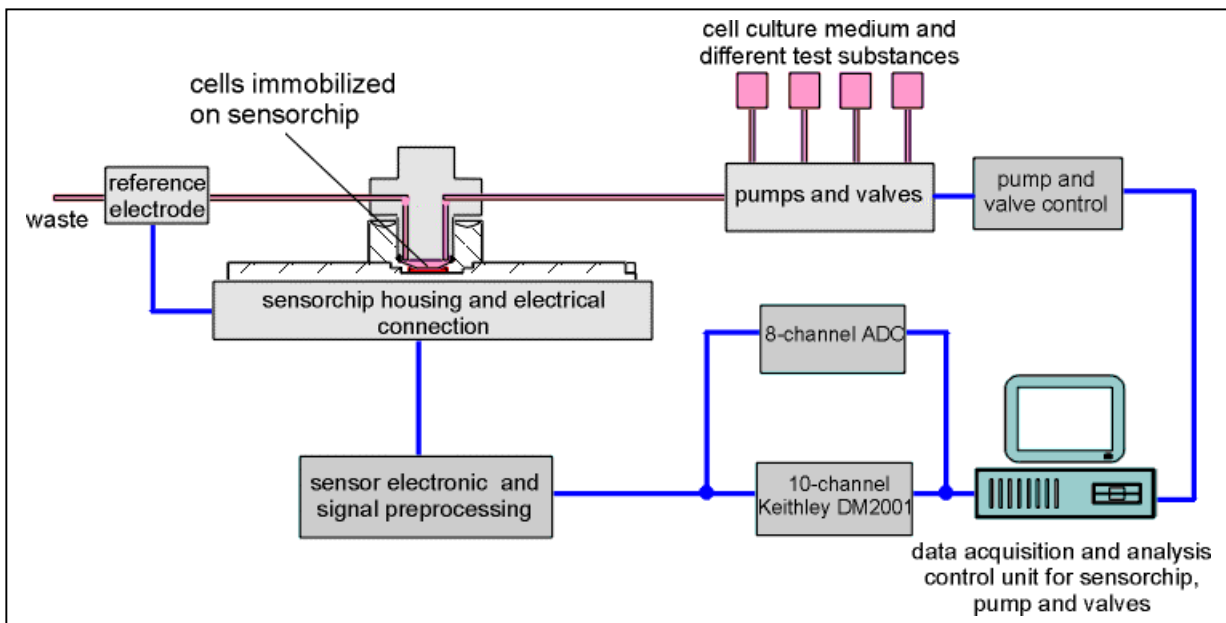 cell culture medium and
different test substances
cells immobilized
on sensorchip
reference
electrode
waste
pumps and valves
pump and
valve control
sensorchip housing and electrical
connection
8-channel ADC
sensor electronic and
signal preprocessing
10-channel
Keithley DM2001
data acquisition and analysis
control unit for sensorchip,
pump and valves